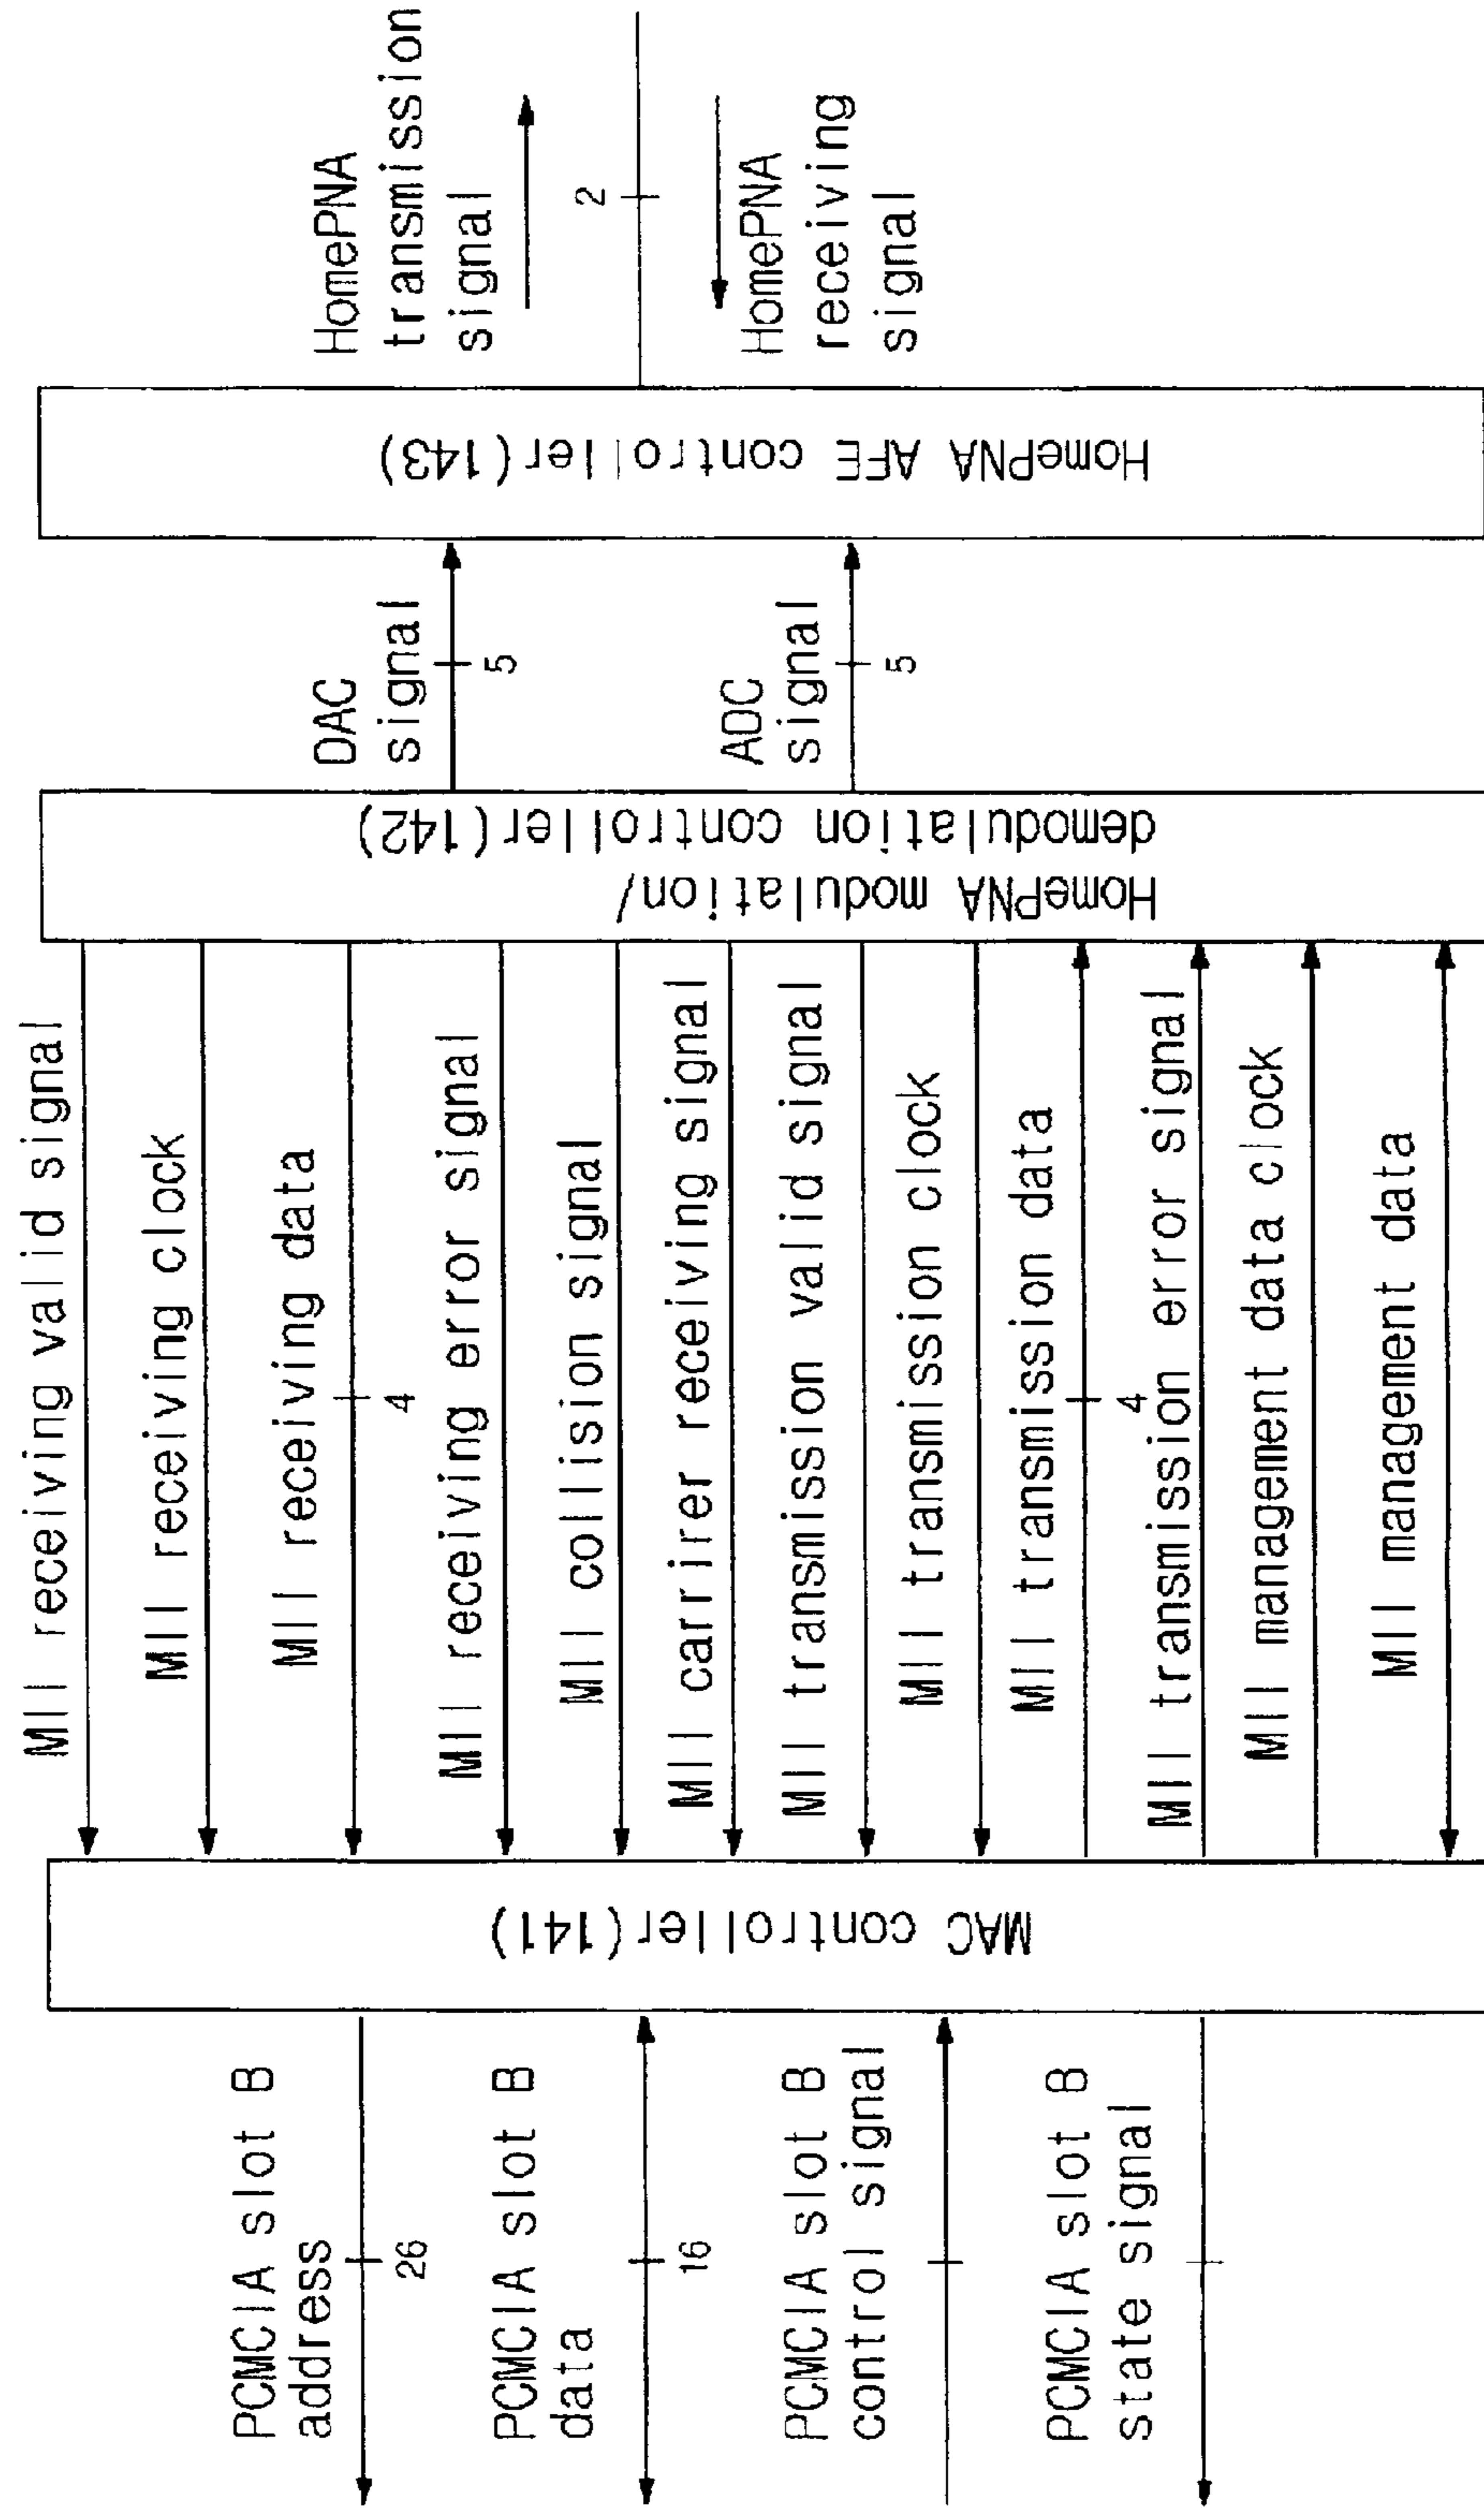 PCMCIA slot B
address
26
PCMCIA slot B
data
16
PCMCIA slot B
control signal
PCMCIA slot B
state signal
MAC controller(141)
MII receiving valid signal
MII receiving clock
MII receiving data
4
MII receiving error signal
MII collision signal
MII carrirer receiving signal
MII transmission valid signal
MII transmission clock
MII transmission data
4
MII transmission error signal
MII management data clock
MII management data
HomePNA modulation/
demodulation controller(142)
DAC
signal
5
ADC
signal
5
HomePNA AFE controller(143)
HomePNA
transmission
signal
2
HomePNA
receiving
signal